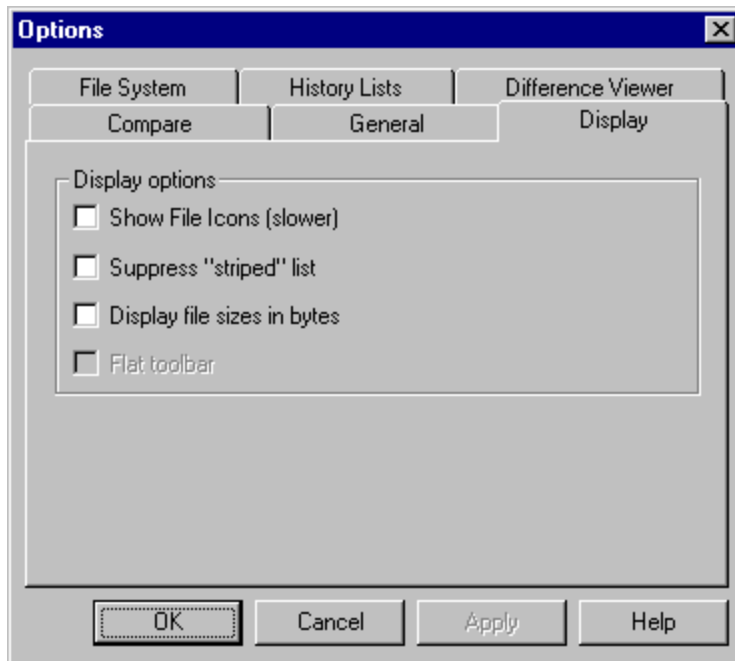 Options
File System History Lists Difference Viewer
Compare General Display
Display options
Show File Icons (slower)
Suppress "striped" list
Display file sizes in bytes
Flat toolbar
OK Cancel Apply Help